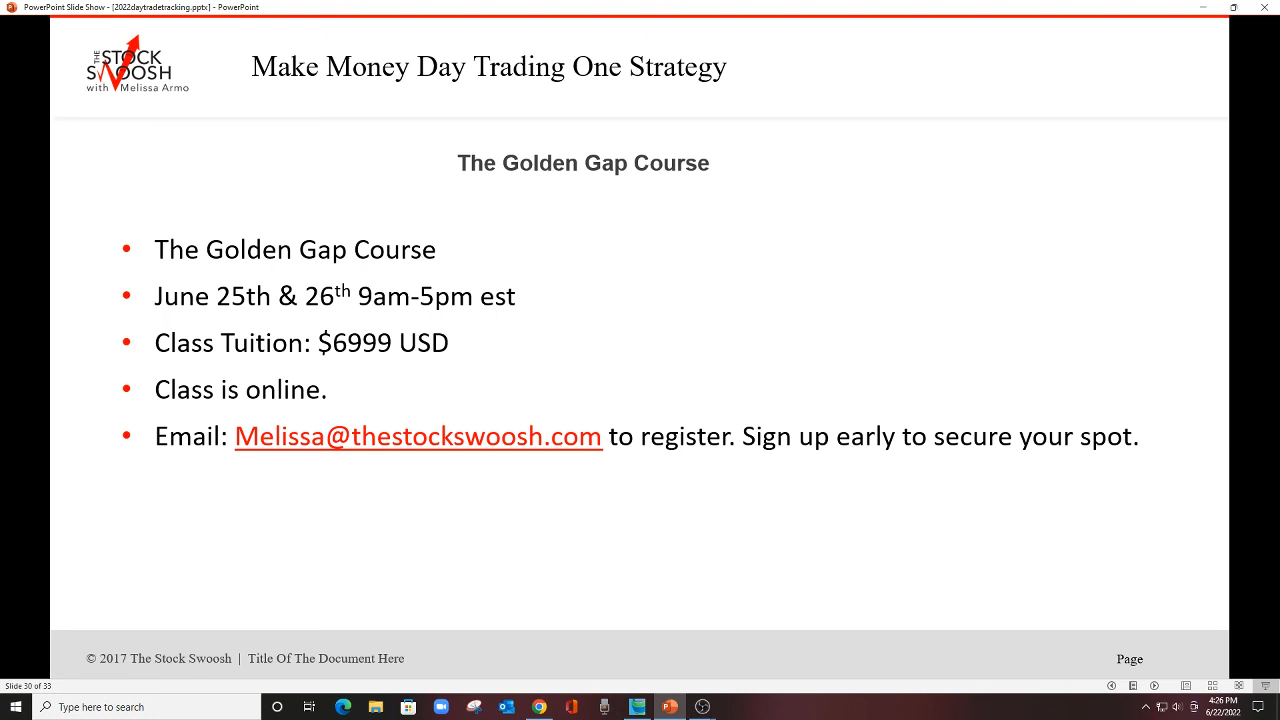 PowerPoint Slide Show - [2022daytradetracking.pptx] - PowerPoint
THE STOCK
SWOOSH
with Melissa Armo
Make Money Day Trading One Strategy
The Golden Gap Course
• The Golden Gap Course
• June 25th & 26th 9am-5pm est
• Class Tuition: $6999 USD
• Class is online.
• Email: Melissa@thestockswoosh.com to register. Sign up early to secure your spot.
© 2017 The Stock Swoosh | Title Of The Document Here
Page
Slide 30 of 33
Type here to search
4:26 PM
6/22/2022